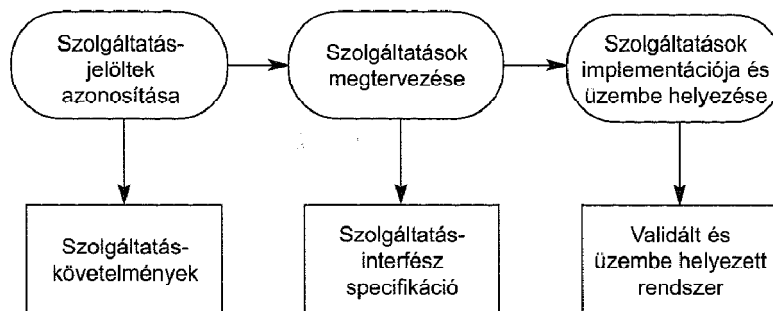 Szolgáltatás-
jelöltek
azonosítása
Szolgáltatások
megtervezése
Szolgáltatások
implementációja és
üzembe helyezése
Szolgáltatás-
követelmények
Szolgáltatás-
interfész
specifikáció
Validált és
üzembe helyezett
rendszer